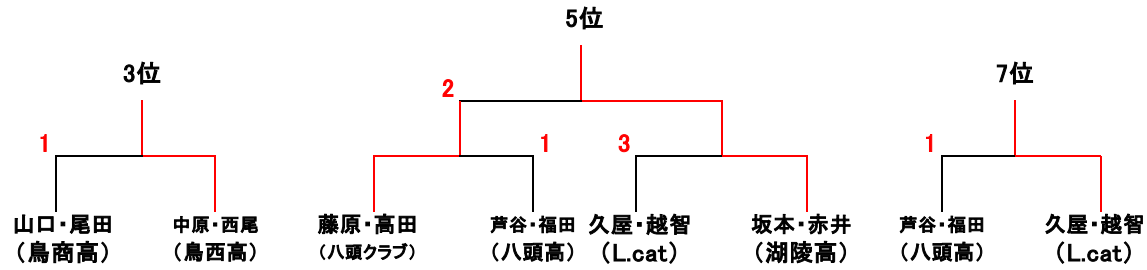 5位
3位
7位
2
1
1
3
1
山口・尾田 中原・西尾 藤原・高田 芦谷・福田 久屋・越智 坂本・赤井 芦谷・福田 久屋・越智
（鳥商高） （鳥西高） （八頭クラブ） （八頭高） （L.cat） （湖陵高） （八頭高） （L.cat）